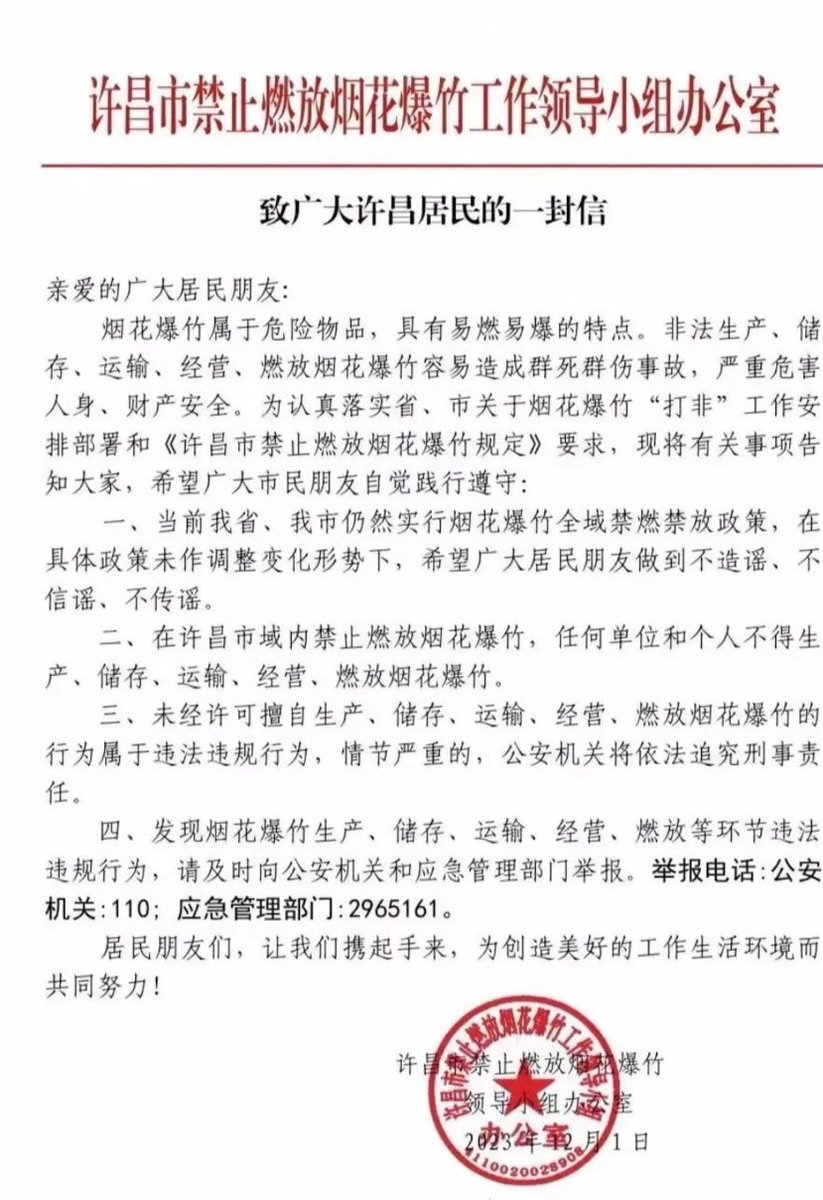 许昌市禁止燃放烟花爆竹工作领导小组办公室
致广大许昌居民的一封信
亲爱的广大居民朋友:
烟花爆竹属于危险物品，具有易燃易爆的特点。非法生产、储
存、运输、经营、燃放烟花爆竹容易造成群死群伤事故，严重危害
人身、财产安全。为认真落实省、市关于烟花爆竹“打非”工作安
排部署和《许昌市禁止燃放烟花爆竹规定》要求，现将有关事项告
知大家，希望广大市民朋友自觉践行遵守:
一、当前我省、我市仍然实行烟花爆竹全域禁燃禁放政策，在
具体政策未作调整变化形势下，希望广大居民朋友做到不造谣、不
信谣、不传谣。
二、在许昌市域内禁止燃放烟花爆竹，任何单位和个人不得生
产、储存、运输、经营、燃放烟花爆竹。
三、未经许可擅自生产、储存、运输、经营、燃放烟花爆竹的
行为属于违法违规行为，情节严重的，公安机关将依法追究刑事责
任。
四、发现烟花爆竹生产、储存、运输、经营、燃放等环节违法
违规行为，请及时向公安机关和应急管理部门举报。举报电话:公安
机关:110；应急管理部门:2965161。
居民朋友们，让我们携起手来，为创造美好的工作生活环境而
共同努力！
许昌市禁止燃放烟花爆竹
领导小组办公室
2023年12月1日
许昌市禁止燃放烟花爆竹工作领导小组
办公室
4110020028908